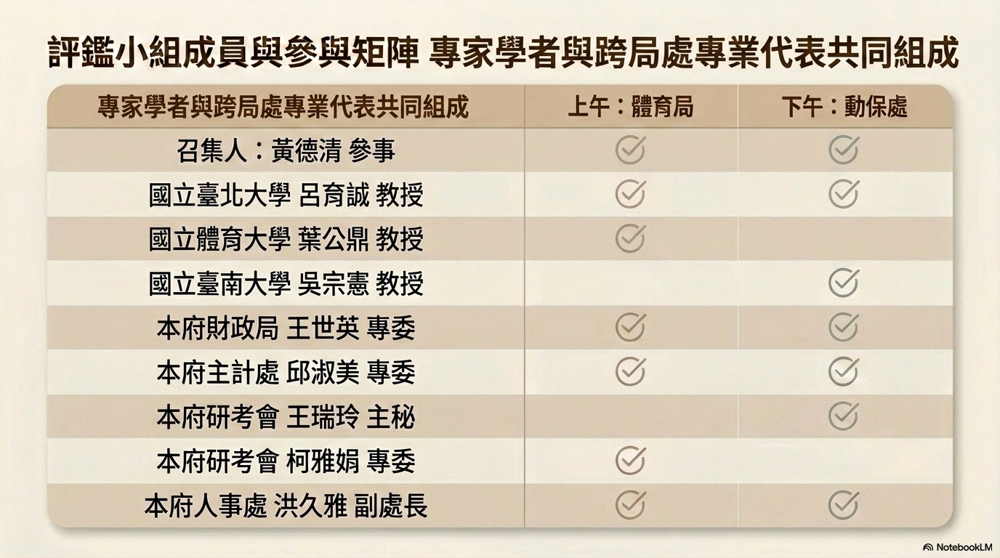 評鑑小組成員與參與矩陣 專家學者與跨局處專業代表共同組成
專家學者與跨局處專業代表共同組成 上午：體育局 下午：動保處
召集人：黃德清 參事
國立臺北大學 呂育誠 教授
國立體育大學 葉公鼎 教授
國立臺南大學 吳宗憲 教授
本府財政局 王世英 專委
本府主計處 邱淑美 專委
本府研考會 王瑞玲 主秘
本府研考會 柯雅娟 專委
本府人事處 洪久雅 副處長
NotebookLM